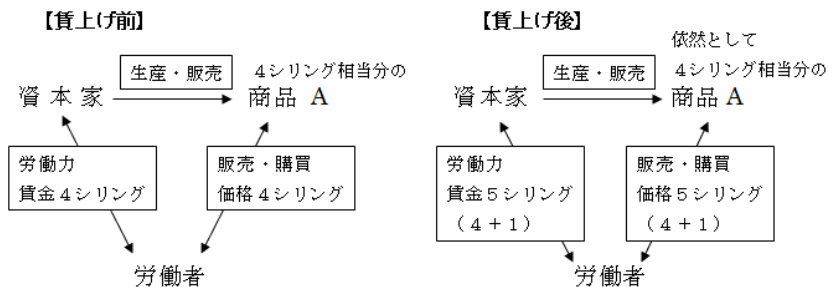 【賃上げ前】
生産・販売
４シリング相当分の
資本家
商品 A
労働力
賃金４シリング
販売・購買
価格４シリング
労働者
【賃上げ後】
依然として
生産・販売
４シリング相当分の
資本家
商品 A
労働力
賃金５シリング
（４＋１）
販売・購買
価格５シリング
（４＋１）
労働者